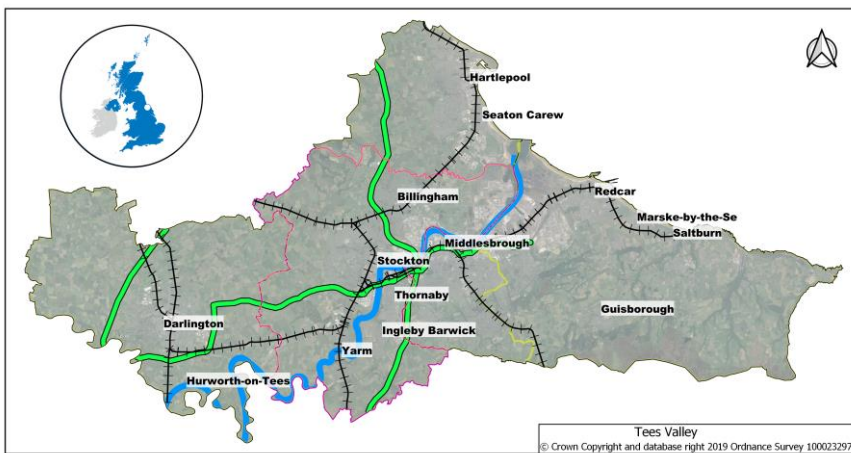 Hartlepool
Seaton Carew
Billingham
Redcar
Marske-by-the-Se
Saltburn
Middlesbrough
Stockton
Thornaby
Guisborough
Darlington
Ingleby Barwick
Yarm
Hurworth-on-Tees
Tees Valley
© Crown Copyright and database right 2019 Ordnance Survey 100023297